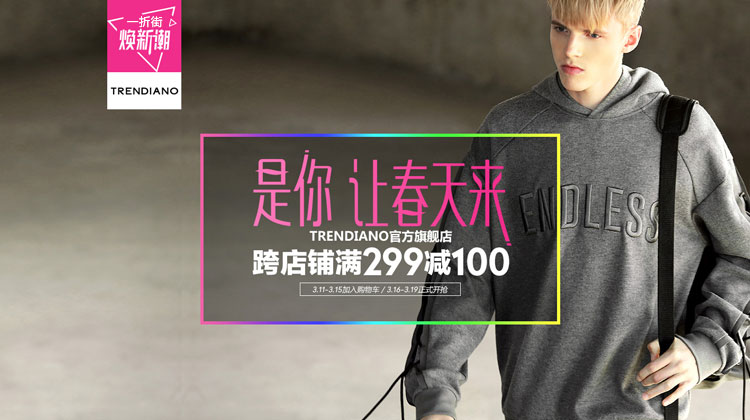 一折街
焕新潮
TRENDIANO
是你 让春天来
TRENDIANO官方旗舰店
跨店铺满299减100
3.11-3.15加入购物车 / 3.16-3.19正式开抢
ENDLESS